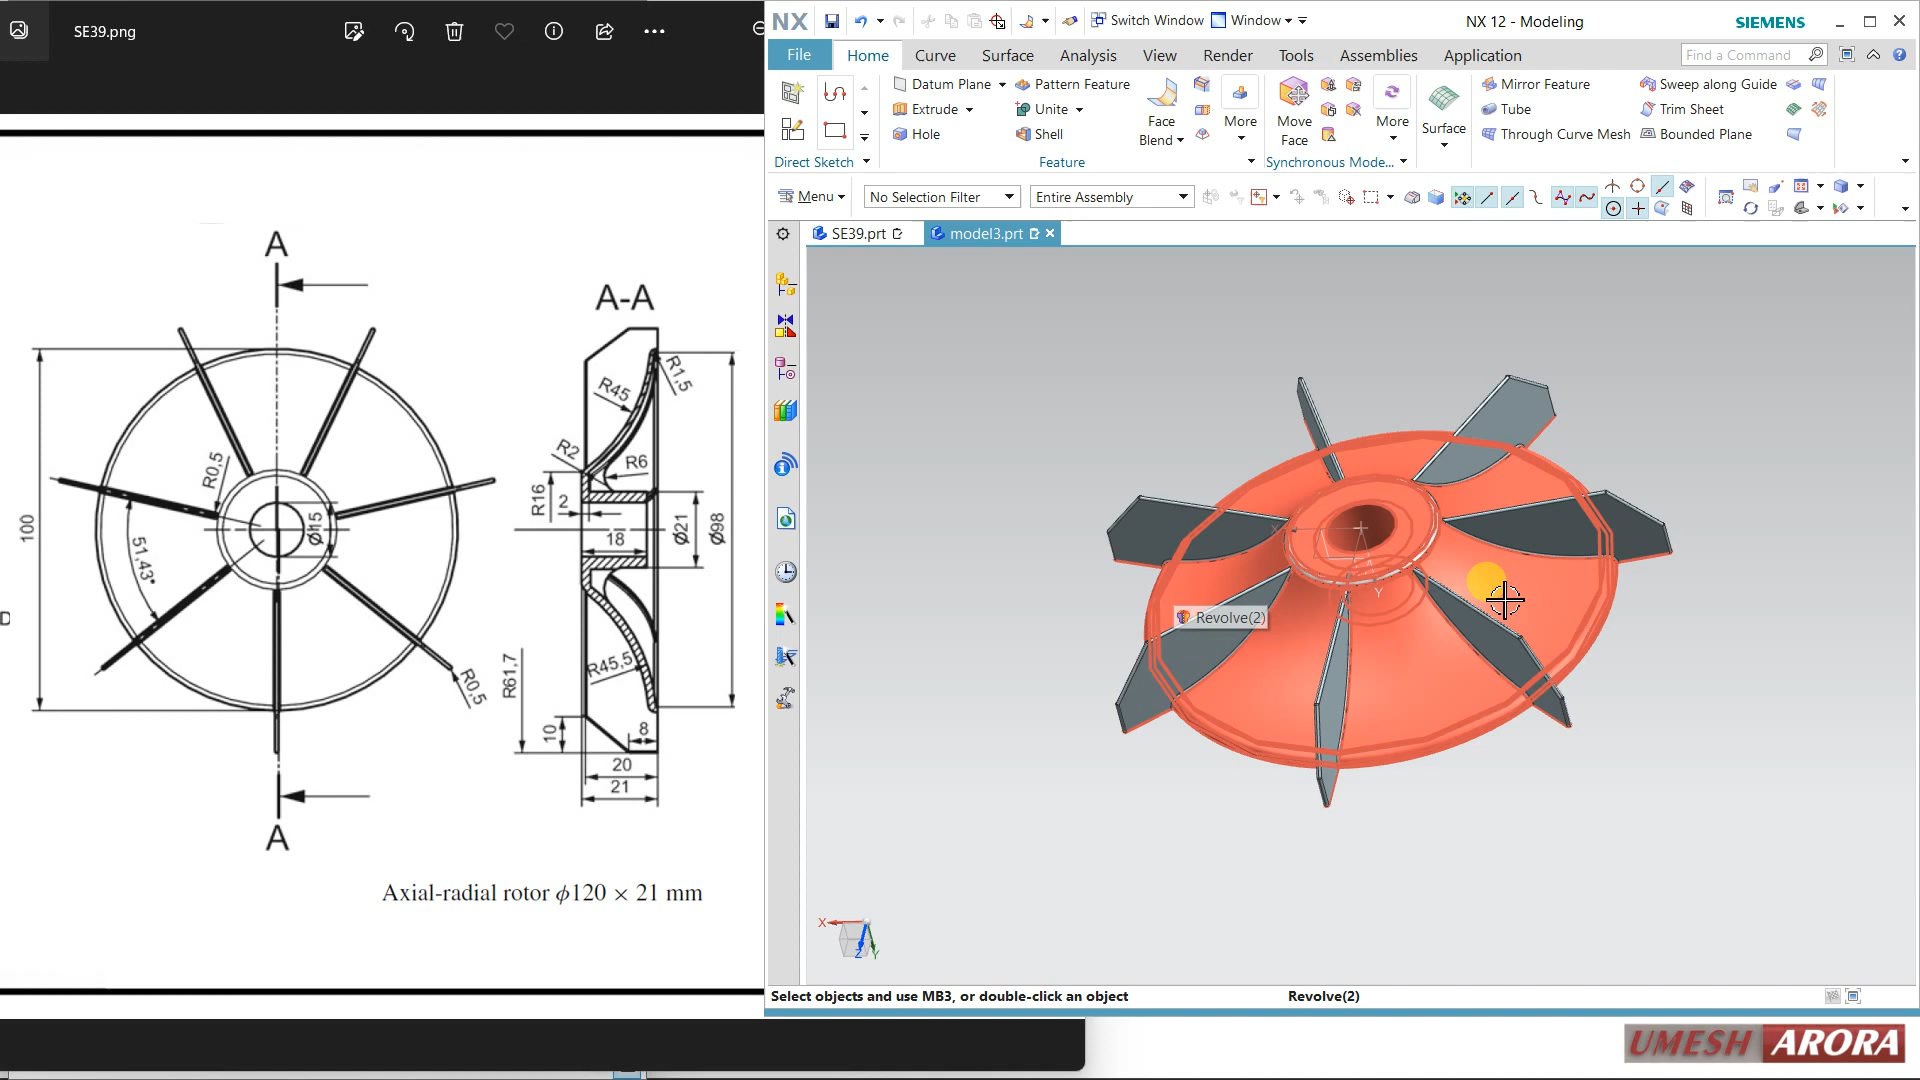 SE39.png
NX
Switch Window
Window
NX 12 - Modeling
SIEMENS
File
Home
Curve
Surface
Analysis
View
Render
Tools
Assemblies
Application
Find a Command
Datum Plane
Extrude
Hole
Pattern Feature
Unite
Shell
Face Blend
More
Move Face
More
Surface
Mirror Feature
Tube
Through Curve Mesh
Sweep along Guide
Trim Sheet
Bounded Plane
Direct Sketch
Feature
Synchronous Mode...
Menu
No Selection Filter
Entire Assembly
SE39.prt
model3.prt
A
A-A
R1,5
R45
R2
R6
R0,5
R16
2
100
Ø15
18
Ø21
Ø98
51,43°
R45,5
R61,7
R0,5
10
8
20
21
A
Axial-radial rotor ϕ120 × 21 mm
Revolve(2)
X
Y
X
Z
Y
Select objects and use MB3, or double-click an object
Revolve(2)
UMESH ARORA